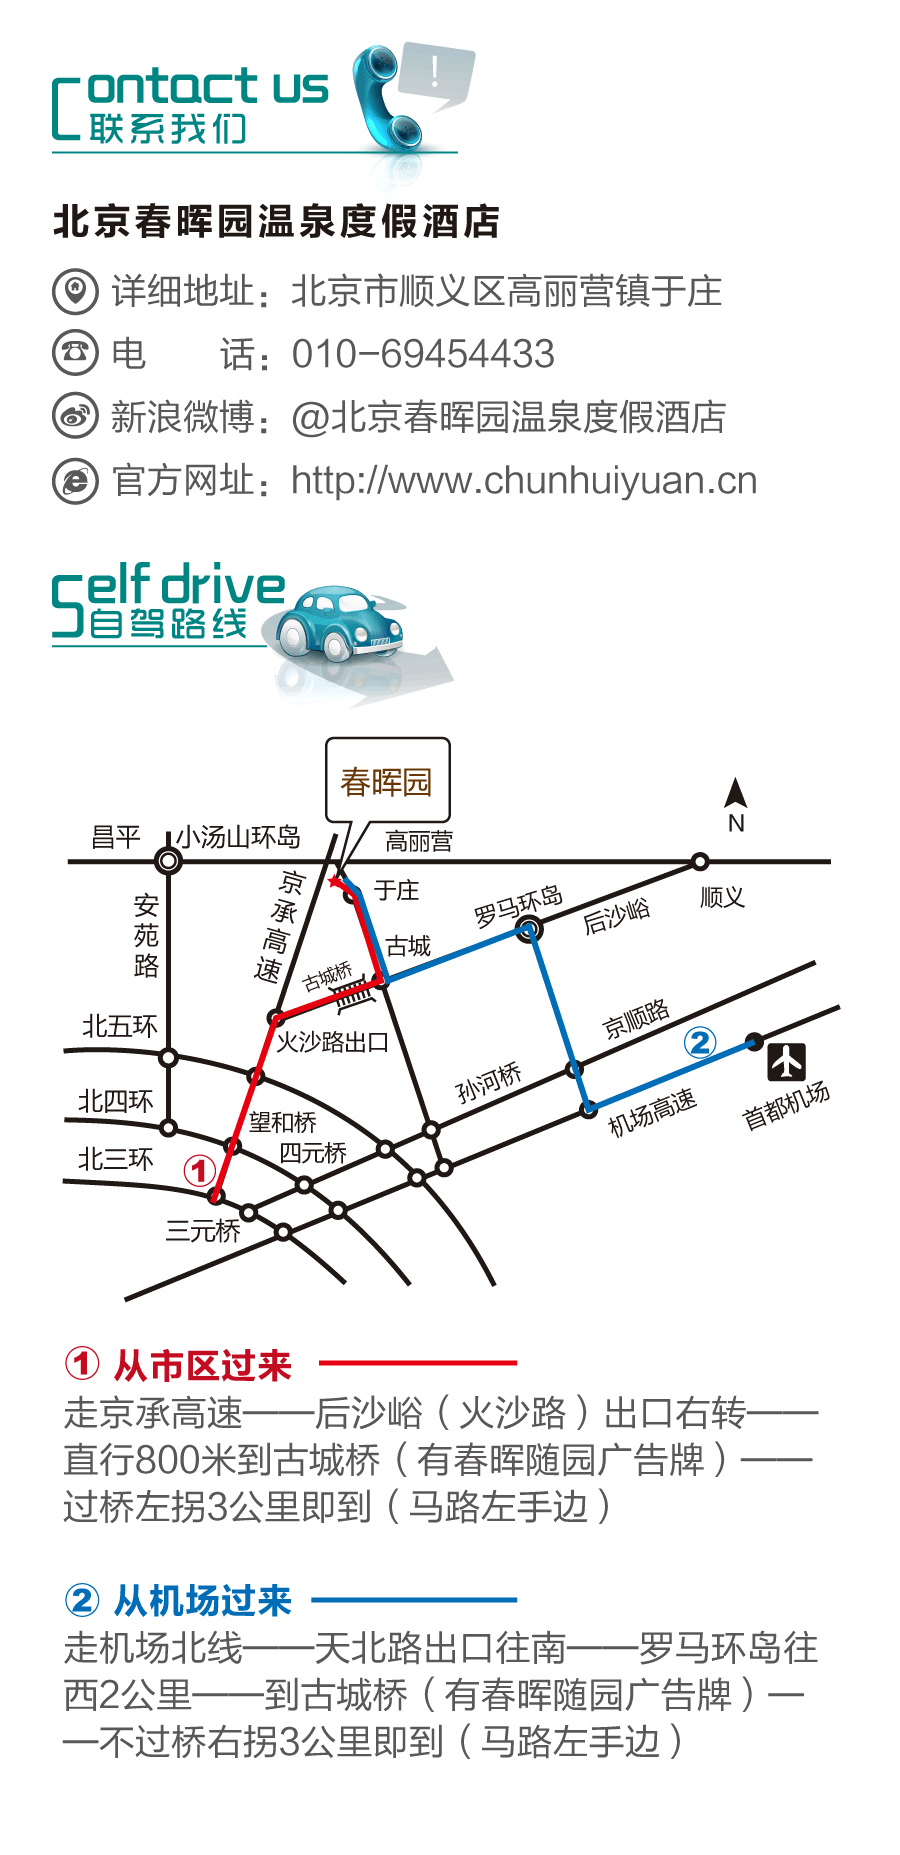 Contact us
联系我们
!
北京春晖园温泉度假酒店
详细地址：北京市顺义区高丽营镇于庄
电　　话：010-69454433
新浪微博：@北京春晖园温泉度假酒店
官方网址：http://www.chunhuiyuan.cn
Self drive
自驾路线
春晖园
N
昌平
小汤山环岛
高丽营
京承高速
于庄
安苑路
罗马环岛
后沙峪
顺义
古城
古城桥
北五环
火沙路出口
京顺路
②
孙河桥
北四环
望和桥
机场高速
首都机场
四元桥
北三环
①
三元桥
① 从市区过来
走京承高速——后沙峪（火沙路）出口右转——
直行800米到古城桥（有春晖随园广告牌）——
过桥左拐3公里即到（马路左手边）
② 从机场过来
走机场北线——天北路出口往南——罗马环岛往
西2公里——到古城桥（有春晖随园广告牌）—
—不过桥右拐3公里即到（马路左手边）